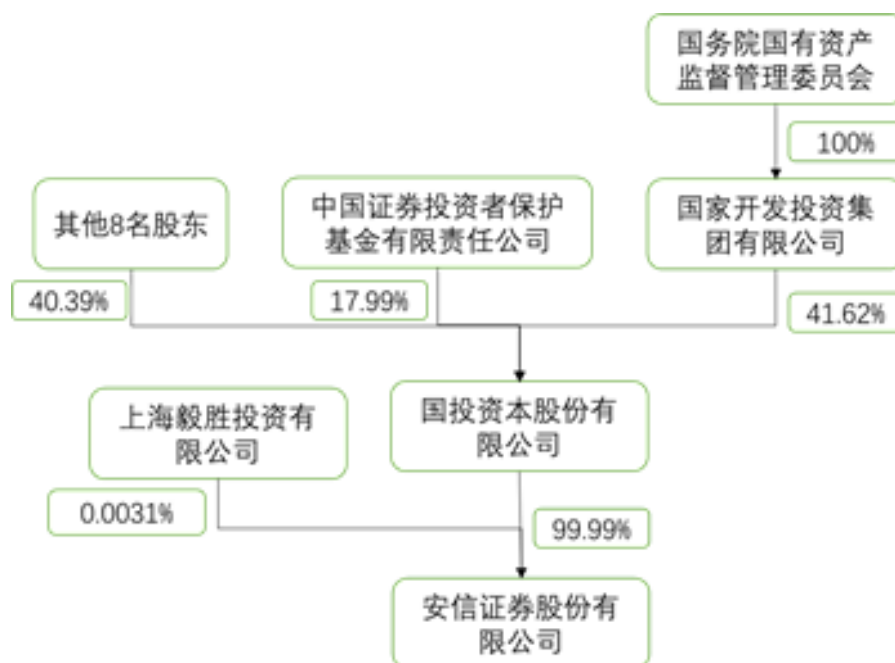 国务院国有资产
监督管理委员会
100%
其他8名股东
中国证券投资者保护
基金有限责任公司
国家开发投资集
团有限公司
40.39%
17.99%
41.62%
上海毅胜投资有
限公司
国投资本股份有
限公司
0.0031%
99.99%
安信证券股份有
限公司